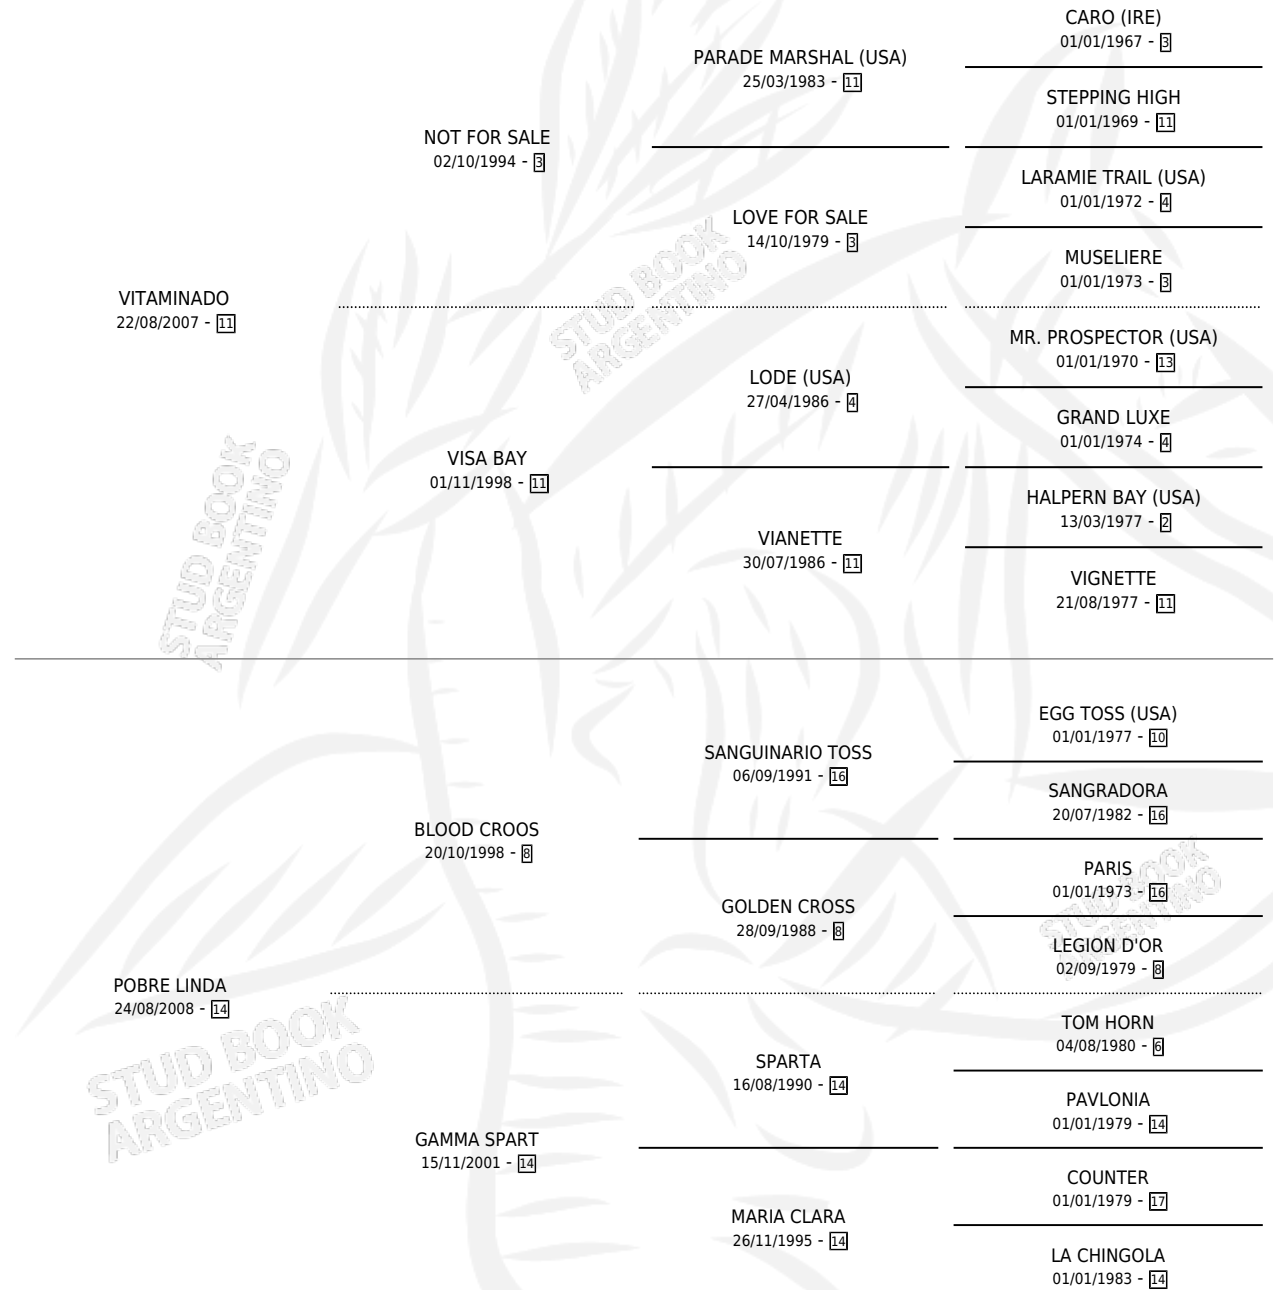 CARO (IRE)
01/01/1967 - 3
PARADE MARSHAL (USA)
25/03/1983 - 11
STEPPING HIGH
01/01/1969 - 11
NOT FOR SALE
02/10/1994 - 3
LARAMIE TRAIL (USA)
01/01/1972 - 4
LOVE FOR SALE
14/10/1979 - 3
MUSELIERE
01/01/1973 - 3
VITAMINADO
22/08/2007 - 11
STUD BOOK
ARGENTINO
MR. PROSPECTOR (USA)
01/01/1970 - 13
LODE (USA)
27/04/1986 - 4
GRAND LUXE
01/01/1974 - 4
VISA BAY
01/11/1998 - 11
HALPERN BAY (USA)
13/03/1977 - 2
VIANETTE
30/07/1986 - 11
VIGNETTE
21/08/1977 - 11
STUD BOOK
ARGENTINO
EGG TOSS (USA)
01/01/1977 - 10
SANGUINARIO TOSS
06/09/1991 - 16
SANGRADORA
20/07/1982 - 16
BLOOD CROOS
20/10/1998 - 8
PARIS
01/01/1973 - 16
GOLDEN CROSS
28/09/1988 - 8
STUD BOOK
ARGENTINO
LEGION D'OR
02/09/1979 - 8
POBRE LINDA
24/08/2008 - 14
STUD BOOK
ARGENTINO
TOM HORN
04/08/1980 - 6
SPARTA
16/08/1990 - 14
PAVLONIA
01/01/1979 - 14
GAMMA SPART
15/11/2001 - 14
COUNTER
01/01/1979 - 17
MARIA CLARA
26/11/1995 - 14
LA CHINGOLA
01/01/1983 - 14